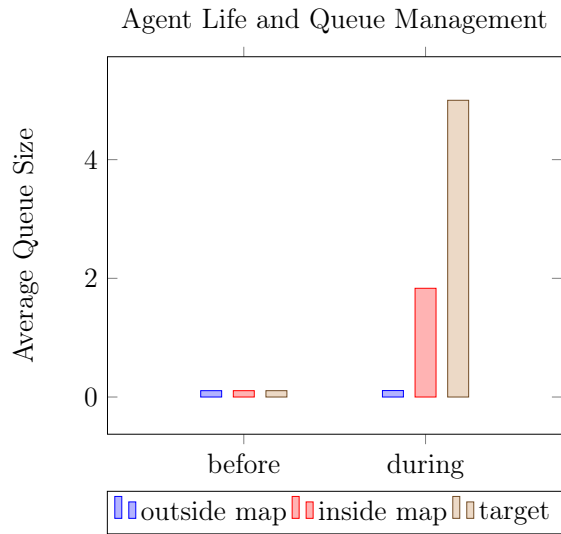 Agent Life and Queue Management
Average Queue Size
4
2
0
before during
outside map inside map target